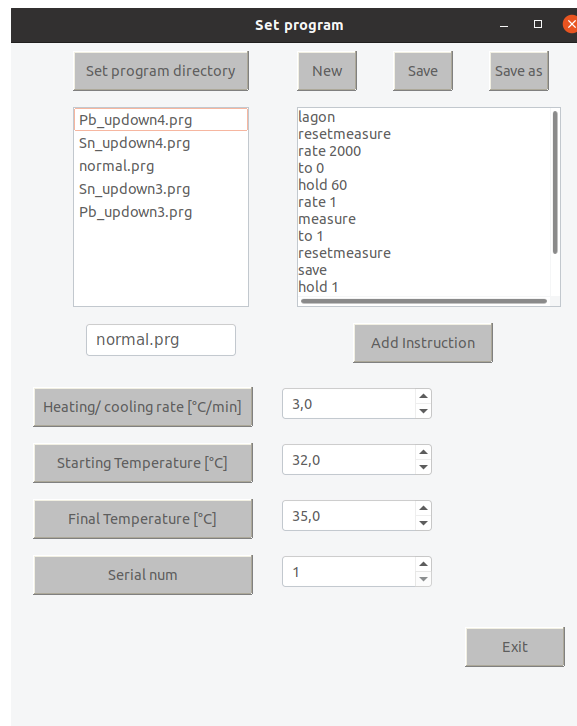 Set program
Set program directory
New
Save
Save as
Pb_updown4.prg
Sn_updown4.prg
normal.prg
Sn_updown3.prg
Pb_updown3.prg
lagon
resetmeasure
rate 2000
to 0
hold 60
rate 1
measure
to 1
resetmeasure
save
hold 1
normal.prg
Add Instruction
Heating/ cooling rate [°C/min]
3,0
Starting Temperature [°C]
32,0
Final Temperature [°C]
35,0
Serial num
1
Exit